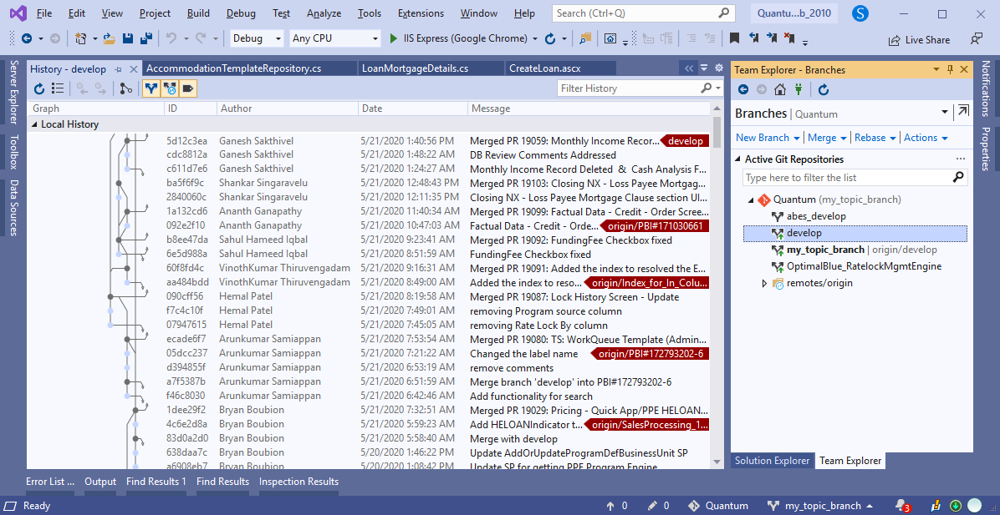 File Edit View Project Build Debug Test Analyze Tools Extensions Window Help Search (Ctrl+Q) Quantu...b_2010 S
Debug Any CPU IIS Express (Google Chrome) Live Share
Server Explorer
Toolbox
Data Sources
History - develop AccommodationTemplateRepository.cs LoanMortgageDetails.cs CreateLoan.ascx
Filter History
Graph ID Author Date Message
Local History
5d12c3ea Ganesh Sakthivel 5/21/2020 1:40:56 PM Merged PR 19059: Monthly Income Recor... develop
cdc8812a Ganesh Sakthivel 5/21/2020 1:48:22 AM DB Review Comments Addressed
c611d7e6 Ganesh Sakthivel 5/21/2020 1:24:27 AM Monthly Income Record Deleted & Cash Analysis F...
ba5f6f9c Shankar Singaravelu 5/21/2020 12:48:43 PM Merged PR 19103: Closing NX - Loss Payee Mortgag...
2840060c Shankar Singaravelu 5/21/2020 12:11:35 PM Closing NX - Loss Payee Mortgage Clause section UI...
1a132cd6 Ananth Ganapathy 5/21/2020 11:40:34 AM Merged PR 19099: Factual Data - Credit - Order Scree...
092e2f10 Ananth Ganapathy 5/21/2020 10:47:03 AM Factual Data - Credit - Orde... origin/PBI#171030661
b8ee47da Sahul Hameed Iqbal 5/21/2020 9:23:41 AM Merged PR 19092: FundingFee Checkbox fixed
6e5d988a Sahul Hameed Iqbal 5/21/2020 8:51:59 AM FundingFee Checkbox fixed
60f8fd4c VinothKumar Thiruvengadam 5/21/2020 9:16:31 AM Merged PR 19091: Added the index to resolved the E...
aa484bdd VinothKumar Thiruvengadam 5/21/2020 8:49:00 AM Added the index to reso... origin/Index_for_In_Colu...
090cff56 Hemal Patel 5/21/2020 8:19:58 AM Merged PR 19087: Lock History Screen - Update
f7c4c10f Hemal Patel 5/21/2020 7:49:01 AM removing Program source column
07947615 Hemal Patel 5/21/2020 7:45:05 AM removing Rate Lock By column
ecade6f7 Arunkumar Samiappan 5/21/2020 7:53:54 AM Merged PR 19080: TS: WorkQueue Template (Admin...
05dcc237 Arunkumar Samiappan 5/21/2020 7:21:22 AM Changed the label name origin/PBI#172793202-6
d394855f Arunkumar Samiappan 5/21/2020 6:53:19 AM remove comments
a7f5387b Arunkumar Samiappan 5/21/2020 6:51:59 AM Merge branch 'develop' into PBI#172793202-6
f46c8030 Arunkumar Samiappan 5/21/2020 6:42:46 AM Add functionality for search
1dee29f2 Bryan Boubion 5/21/2020 7:32:51 AM Merged PR 19029: Pricing - Quick App/PPE HELOAN...
4c6e2d8a Bryan Boubion 5/21/2020 5:59:23 AM Add HELOANIndicator t... origin/SalesProcessing_1...
83d0a2d0 Bryan Boubion 5/21/2020 5:58:40 AM Merge with develop
638daa7c Bryan Boubion 5/20/2020 1:46:22 PM Update AddOrUpdateProgramDefBusinessUnit SP
a6908eb7 Bryan Boubion 5/20/2020 1:08:42 PM Update SP for getting PPE Program Engine
Team Explorer - Branches
Branches | Quantum
New Branch Merge Rebase Actions
Active Git Repositories ...
Type here to filter the list
Quantum (my_topic_branch)
abes_develop
develop
my_topic_branch | origin/develop
OptimalBlue_RatelockMgmtEngine
remotes/origin
Solution Explorer Team Explorer
Notifications
Properties
Error List ... Output Find Results 1 Find Results Inspection Results
Ready 0 0 Quantum my_topic_branch 3